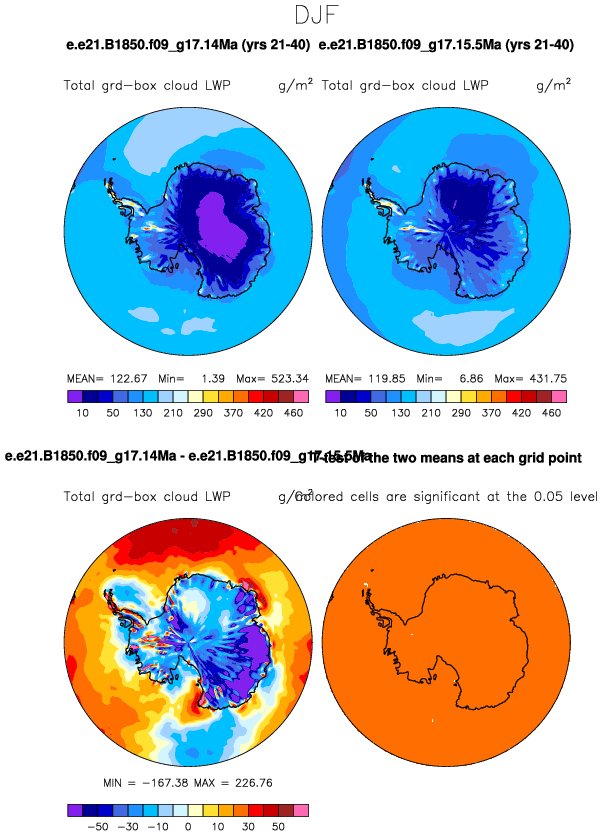 DJF
e.e21.B1850.f09_g17.14Ma (yrs 21-40) e.e21.B1850.f09_g17.15.5Ma (yrs 21-40)
Total grd-box cloud LWP g/m² Total grd-box cloud LWP g/m²
MEAN= 122.67 Min= 1.39 Max= 523.34 MEAN= 119.85 Min= 6.86 Max= 431.75
10 50 130 210 290 370 420 460 10 50 130 210 290 370 420 460
e.e21.B1850.f09_g17.14Ma - e.e21.B1850.f09_g17.15.5Ma T-test of the two means at each grid point
Total grd-box cloud LWP g/m² Colored cells are significant at the 0.05 level
MIN = -167.38 MAX = 226.76
-50 -30 -10 0 10 30 50